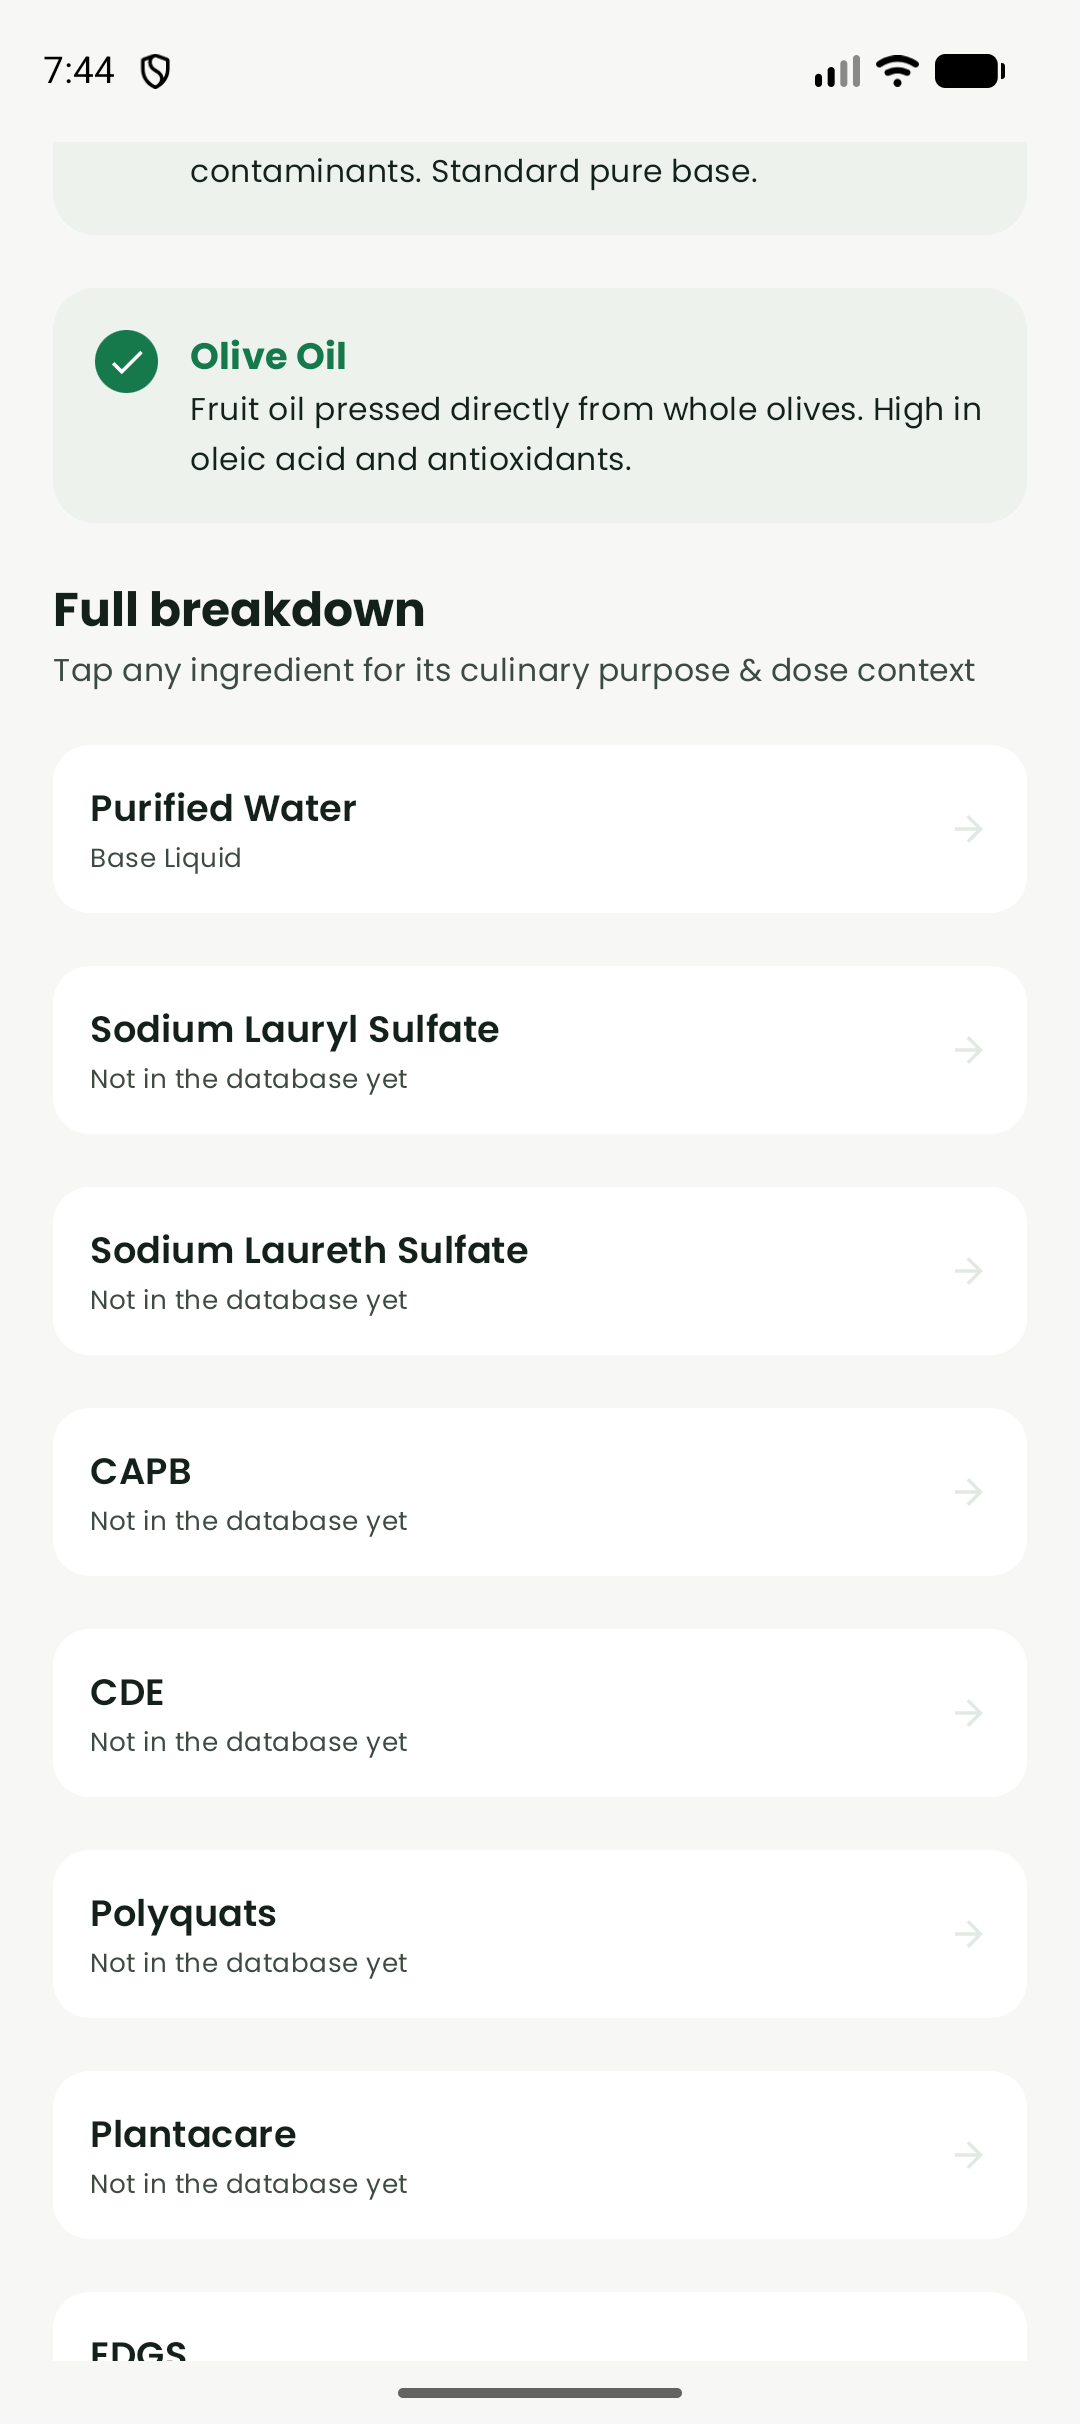 7:44
contaminants. Standard pure base.
Olive Oil
Fruit oil pressed directly from whole olives. High in
oleic acid and antioxidants.
Full breakdown
Tap any ingredient for its culinary purpose & dose context
Purified Water
Base Liquid
Sodium Lauryl Sulfate
Not in the database yet
Sodium Laureth Sulfate
Not in the database yet
CAPB
Not in the database yet
CDE
Not in the database yet
Polyquats
Not in the database yet
Plantacare
Not in the database yet
EDGS